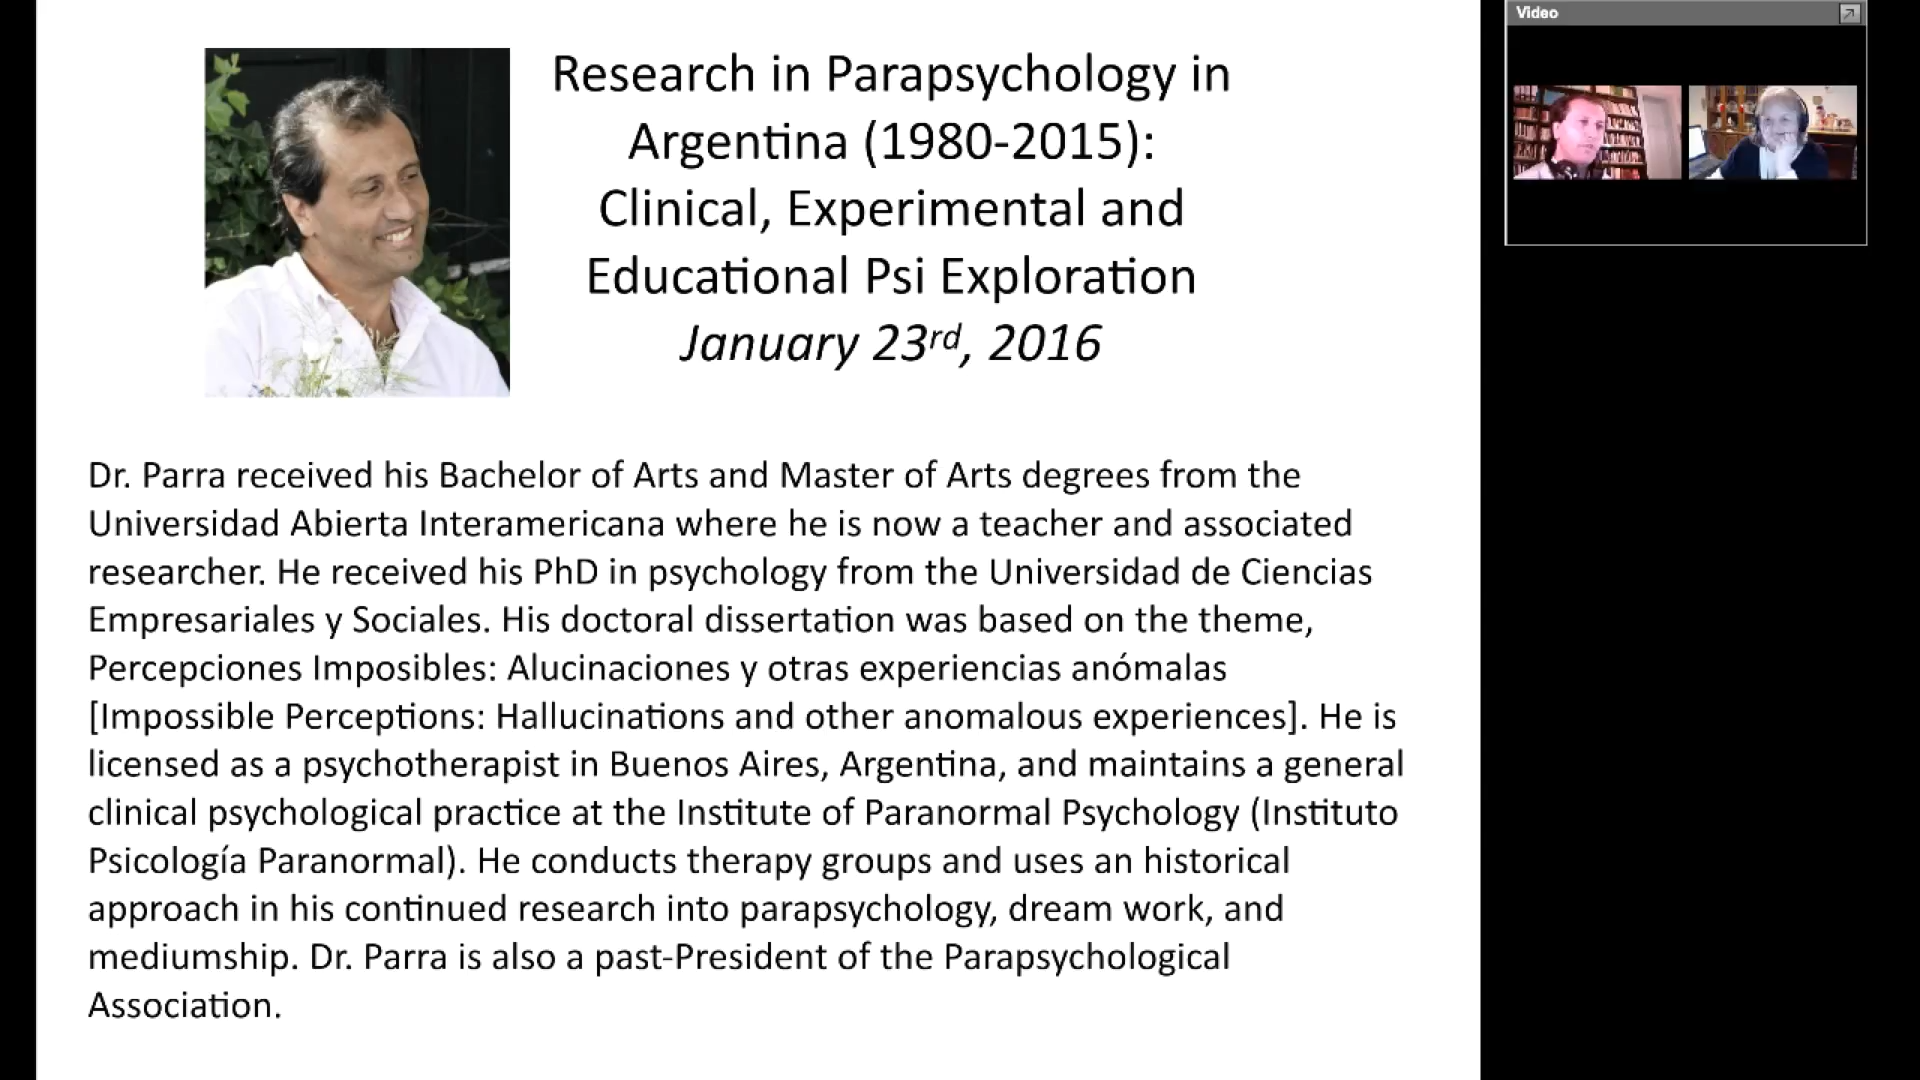 Research in Parapsychology in
Argentina (1980-2015):
Clinical, Experimental and
Educational Psi Exploration
January 23rd, 2016
Dr. Parra received his Bachelor of Arts and Master of Arts degrees from the
Universidad Abierta Interamericana where he is now a teacher and associated
researcher. He received his PhD in psychology from the Universidad de Ciencias
Empresariales y Sociales. His doctoral dissertation was based on the theme,
Percepciones Imposibles: Alucinaciones y otras experiencias anómalas
[Impossible Perceptions: Hallucinations and other anomalous experiences]. He is
licensed as a psychotherapist in Buenos Aires, Argentina, and maintains a general
clinical psychological practice at the Institute of Paranormal Psychology (Instituto
Psicología Paranormal). He conducts therapy groups and uses an historical
approach in his continued research into parapsychology, dream work, and
mediumship. Dr. Parra is also a past-President of the Parapsychological
Association.
Video